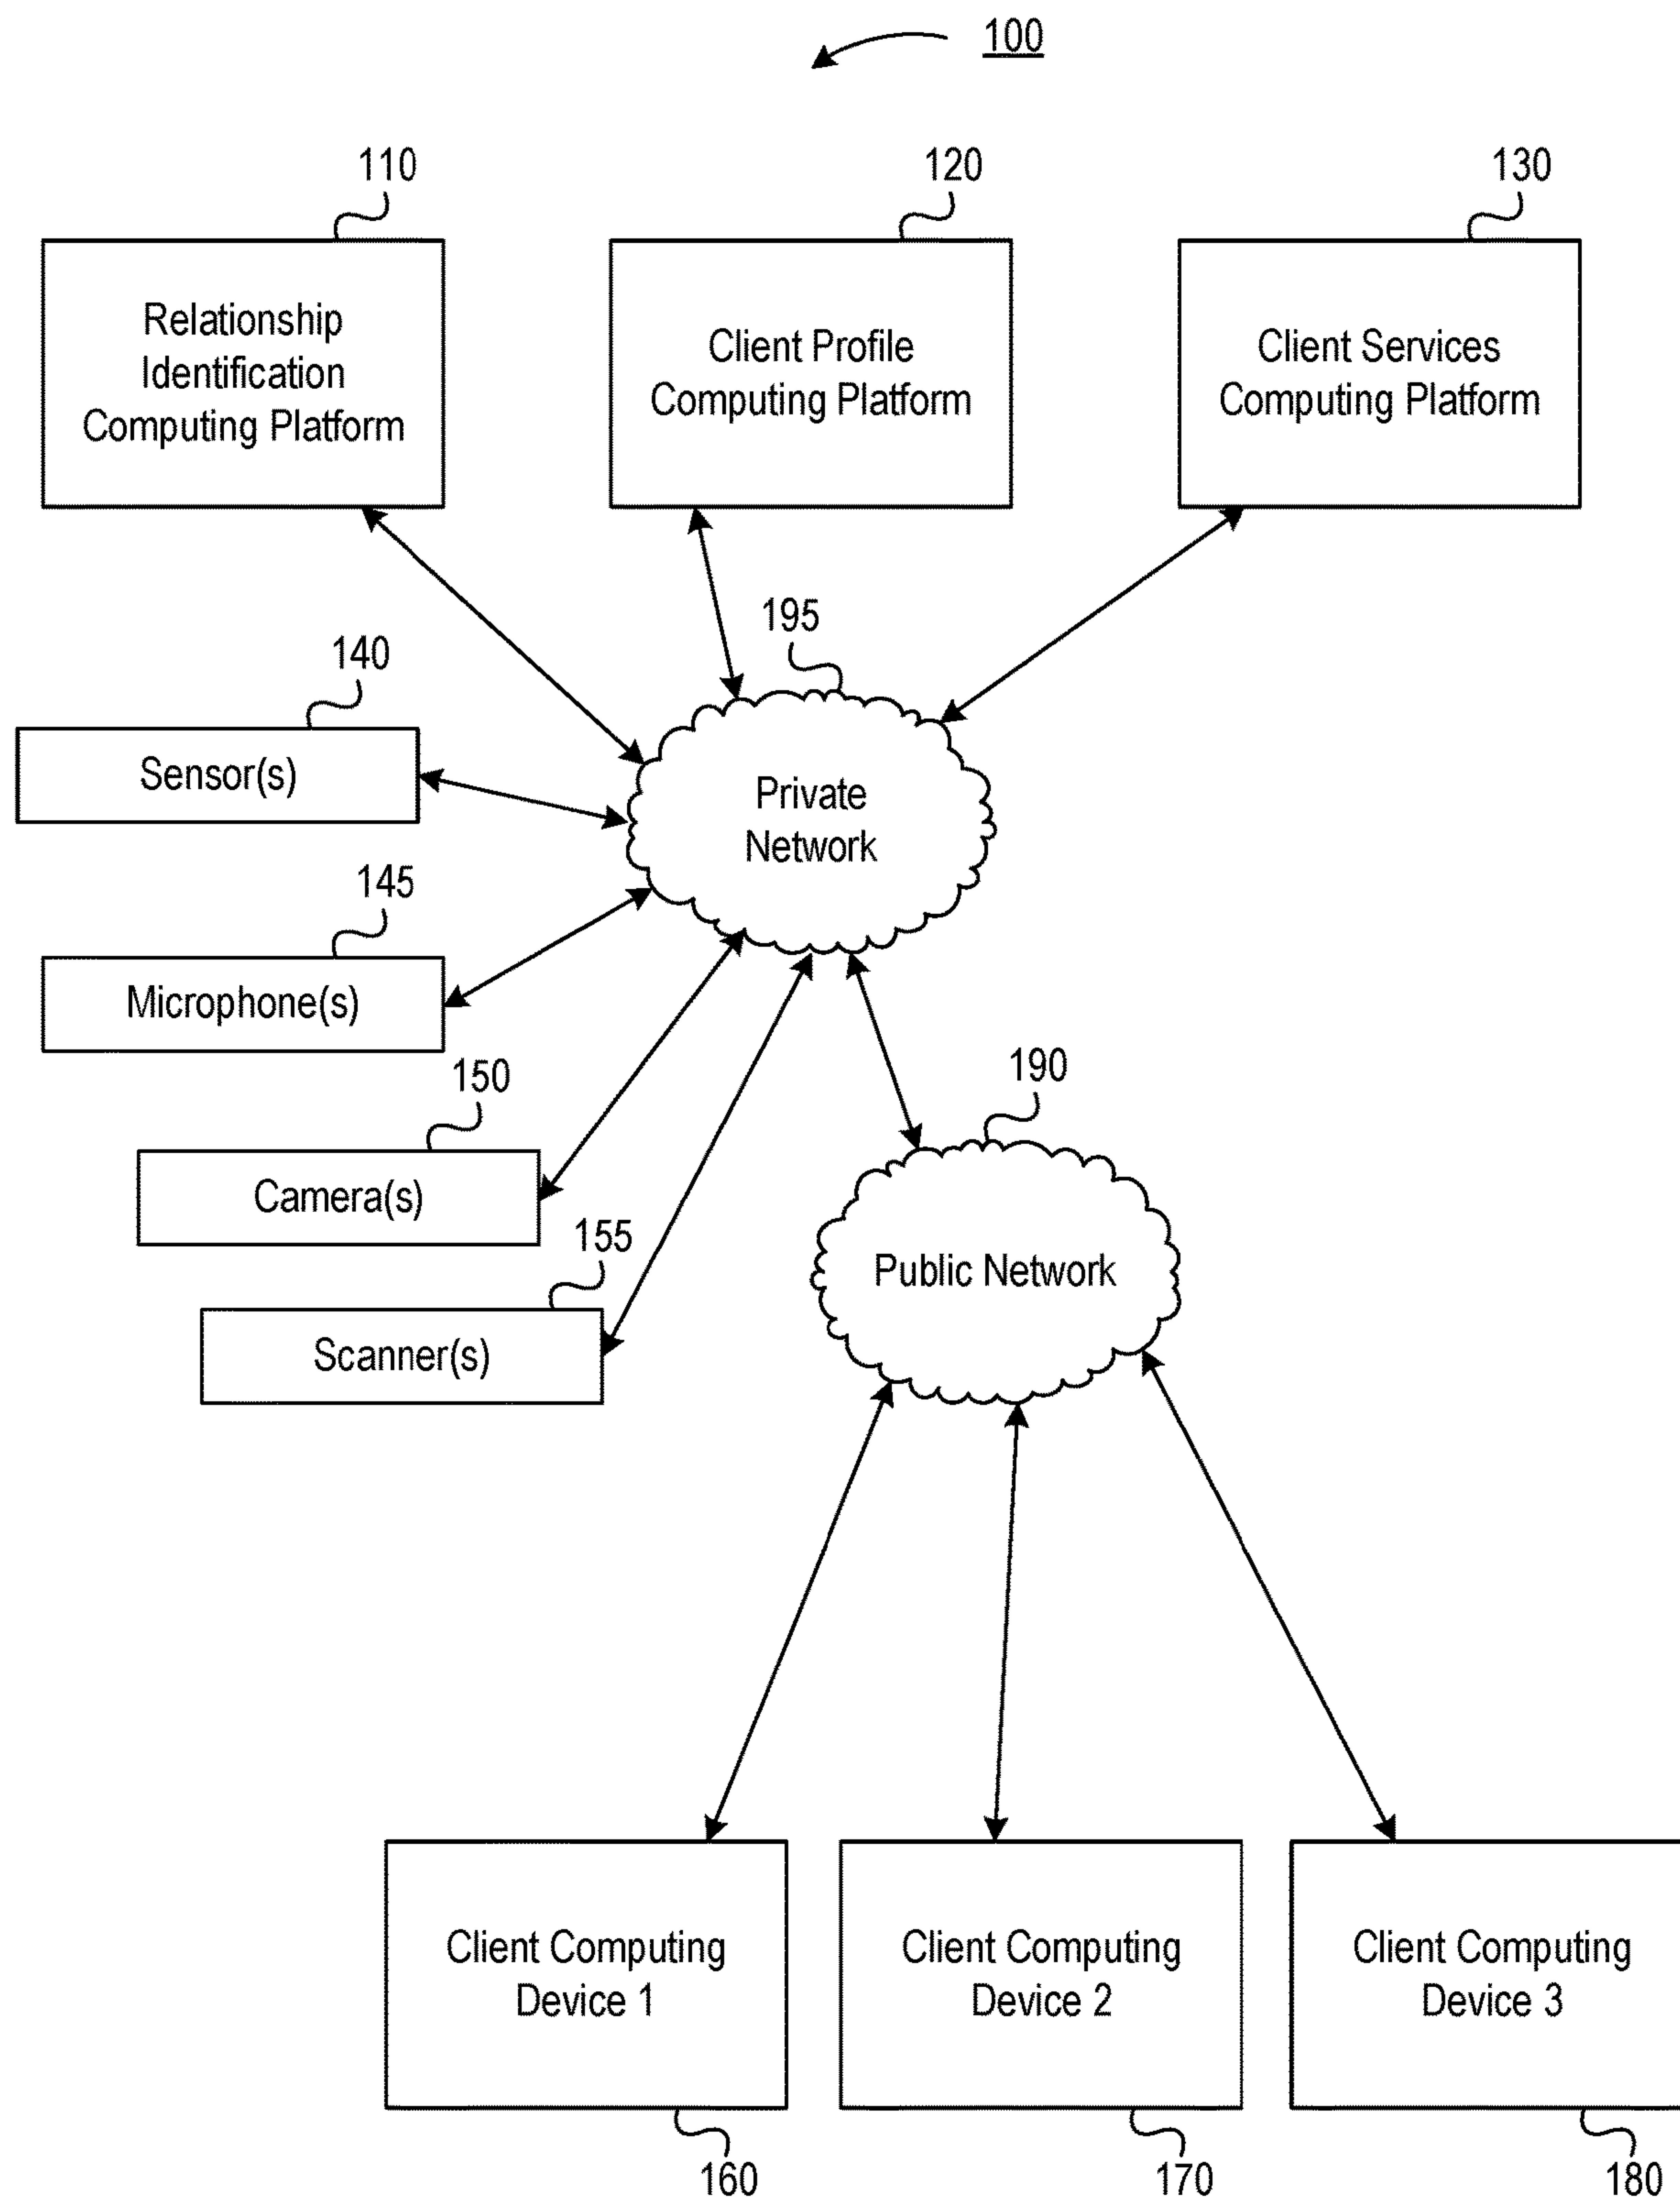 100
110
120
130
Relationship
Identification
Computing Platform
Client Profile
Computing Platform
Client Services
Computing Platform
195
140
Sensor(s)
Private
Network
145
Microphone(s)
150
190
Camera(s)
155
Public Network
Scanner(s)
Client Computing
Device 1
Client Computing
Device 2
Client Computing
Device 3
160
170
180